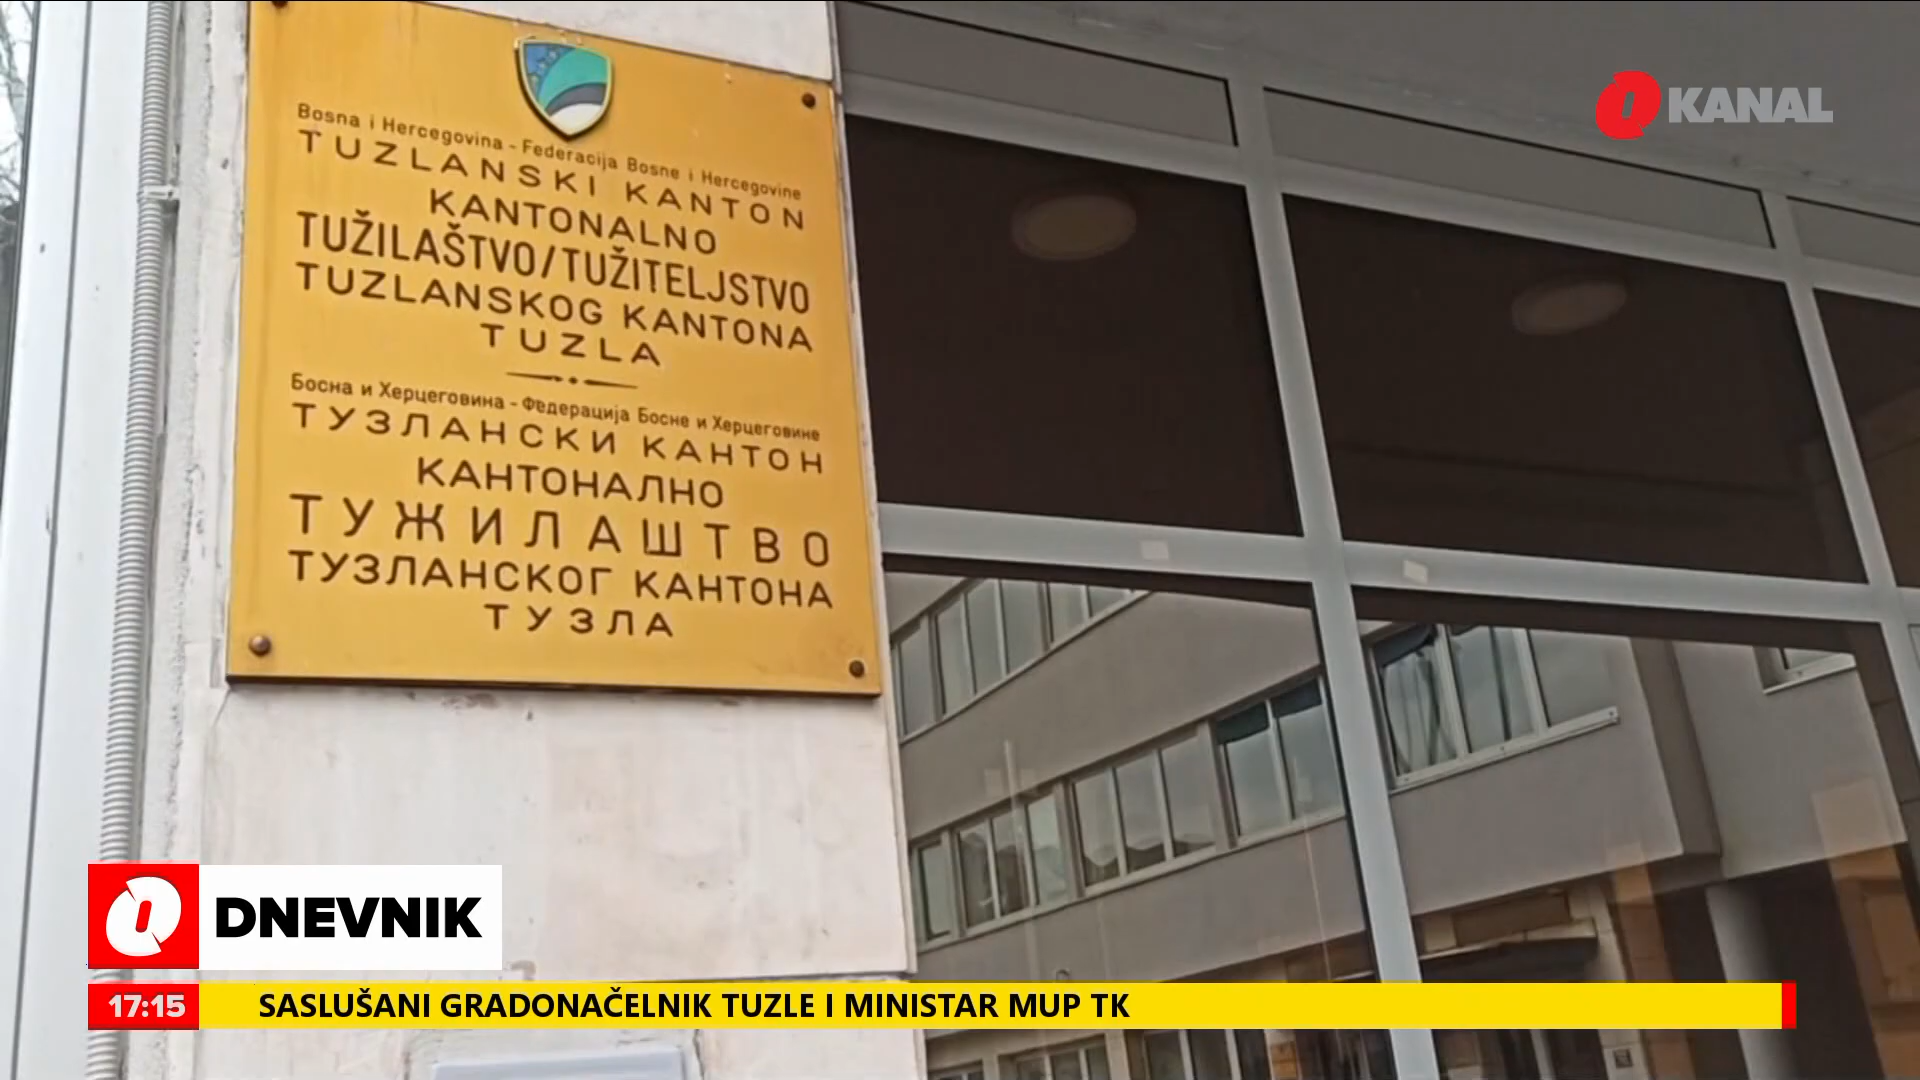 O KANAL
Bosna i Hercegovina - Federacija Bosne i Hercegovine
TUZLANSKI KANTON
KANTONALNO
TUŽILAŠTVO/TUŽITELJSTVO
TUZLANSKOG KANTONA
TUZLA
Босна и Херцеговина - Федерација Босне и Херцеговине
ТУЗЛАНСКИ КАНТОН
КАНТОНАЛНО
ТУЖИЛАШТВО
ТУЗЛАНСКОГ КАНТОНА
ТУЗЛА
O DNEVNIK
17:15 SASLUŠANI GRADONAČELNIK TUZLE I MINISTAR MUP TK